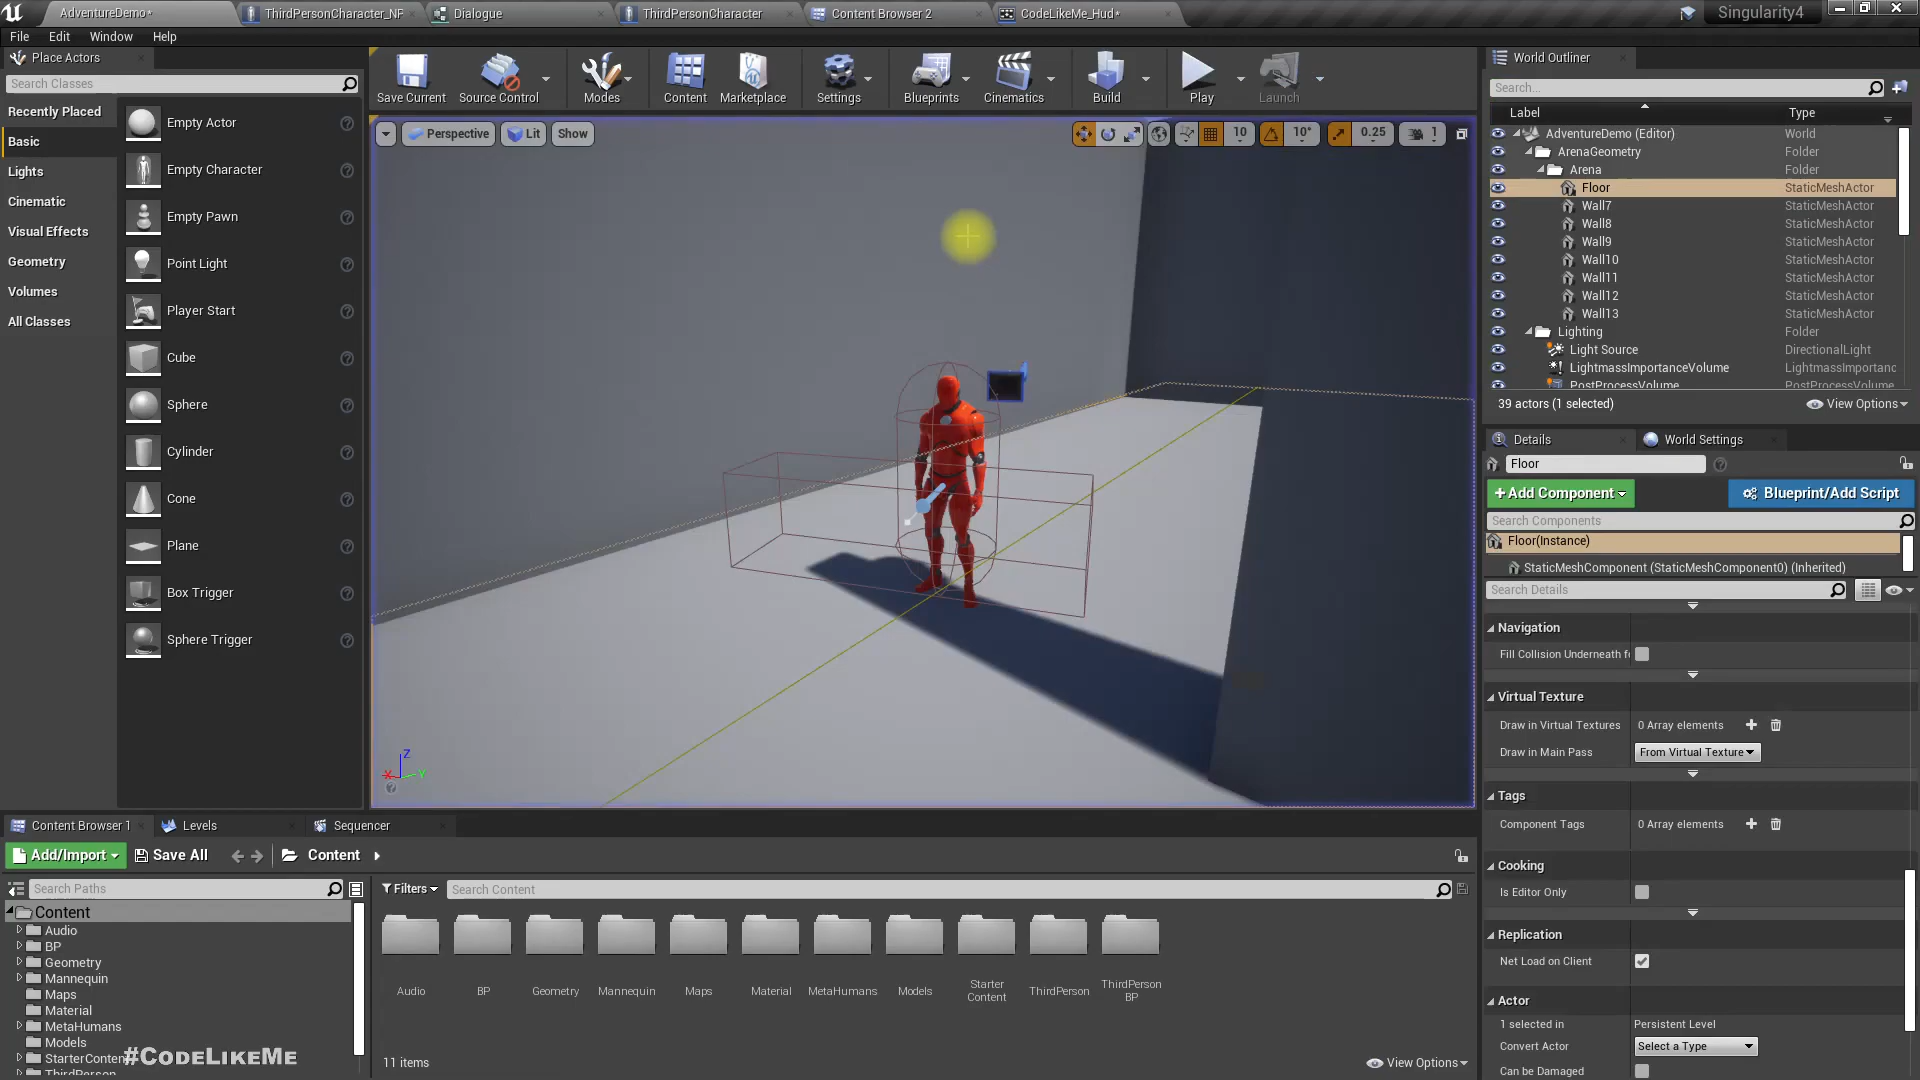 AdventureDemo*
ThirdPersonCharacter_NP
Dialogue
ThirdPersonCharacter
Content Browser 2
CodeLikeMe_Hud*
Singularity4
File
Edit
Window
Help
Place Actors
Search Classes
Recently Placed
Basic
Lights
Cinematic
Visual Effects
Geometry
Volumes
All Classes
Empty Actor
Empty Character
Empty Pawn
Point Light
Player Start
Cube
Sphere
Cylinder
Cone
Plane
Box Trigger
Sphere Trigger
Save Current
Source Control
Modes
Content
Marketplace
Settings
Blueprints
Cinematics
Build
Play
Launch
Perspective
Lit
Show
10
10°
0.25
1
Z
X
Y
World Outliner
Search...
Label
Type
AdventureDemo (Editor)
World
ArenaGeometry
Folder
Arena
Folder
Floor
StaticMeshActor
Wall7
StaticMeshActor
Wall8
StaticMeshActor
Wall9
StaticMeshActor
Wall10
StaticMeshActor
Wall11
StaticMeshActor
Wall12
StaticMeshActor
Wall13
StaticMeshActor
Lighting
Folder
Light Source
DirectionalLight
LightmassImportanceVolume
LightmassImportanc
PostProcessVolume
PostProcessVolume
39 actors (1 selected)
View Options
Details
World Settings
Floor
+Add Component
Blueprint/Add Script
Search Components
Floor(Instance)
StaticMeshComponent (StaticMeshComponent0) (Inherited)
Search Details
Navigation
Fill Collision Underneath f
Virtual Texture
Draw in Virtual Textures
0 Array elements
Draw in Main Pass
From Virtual Texture
Tags
Component Tags
0 Array elements
Cooking
Is Editor Only
Replication
Net Load on Client
Actor
1 selected in
Persistent Level
Convert Actor
Select a Type
Can be Damaged
Content Browser 1
Levels
Sequencer
Add/Import
Save All
Content
Search Paths
Filters
Search Content
Content
Audio
BP
Geometry
Mannequin
Maps
Material
MetaHumans
Models
StarterConten
ThirdPerson
#CodeLikeMe
Audio
BP
Geometry
Mannequin
Maps
Material
MetaHumans
Models
Starter
Content
ThirdPerson
ThirdPerson
BP
11 items
View Options